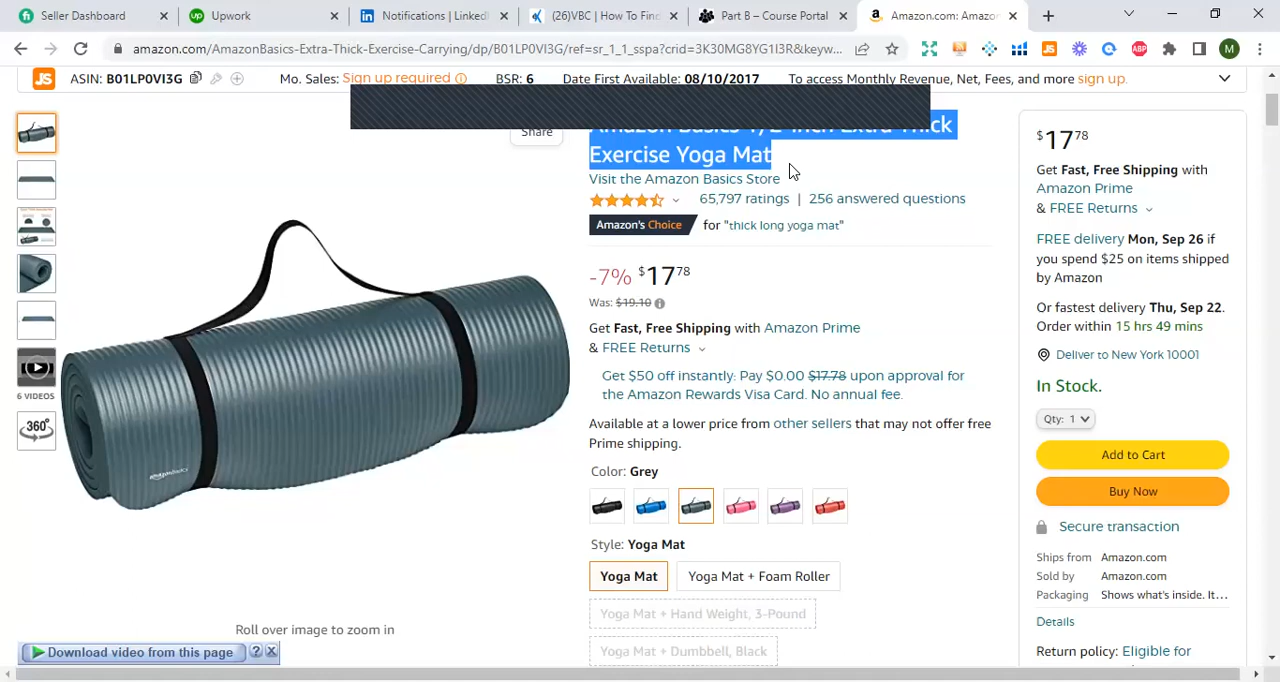 Seller Dashboard
Upwork
Notifications | LinkedI
(26)VBC | How To Fin
Part B – Course Portal
Amazon.com: Amazo
amazon.com/AmazonBasics-Extra-Thick-Exercise-Carrying/dp/B01LP0VI3G/ref=sr_1_1_sspa?crid=3K30MG8YG1I3R&keyw...
JS ASIN: B01LP0VI3G Mo. Sales: Sign up required BSR: 6 Date First Available: 08/10/2017 To access Monthly Revenue, Net, Fees, and more sign up.
Share
Amazon Basics 1/2-Inch Extra Thick
Exercise Yoga Mat
Visit the Amazon Basics Store
65,797 ratings | 256 answered questions
Amazon's Choice for "thick long yoga mat"
-7% $17 78
Was: $19.10
Get Fast, Free Shipping with Amazon Prime
& FREE Returns
Get $50 off instantly: Pay $0.00 $17.78 upon approval for
the Amazon Rewards Visa Card. No annual fee.
Available at a lower price from other sellers that may not offer free
Prime shipping.
Color: Grey
Style: Yoga Mat
Yoga Mat
Yoga Mat + Foam Roller
Yoga Mat + Hand Weight, 3-Pound
Yoga Mat + Dumbbell, Black
6 VIDEOS
360°
amazonbasics
Roll over image to zoom in
Download video from this page ? X
$17 78
Get Fast, Free Shipping with
Amazon Prime
& FREE Returns
FREE delivery Mon, Sep 26 if
you spend $25 on items shipped
by Amazon
Or fastest delivery Thu, Sep 22.
Order within 15 hrs 49 mins
Deliver to New York 10001
In Stock.
Qty: 1
Add to Cart
Buy Now
Secure transaction
Ships from Amazon.com
Sold by Amazon.com
Packaging Shows what's inside. It...
Details
Return policy: Eligible for